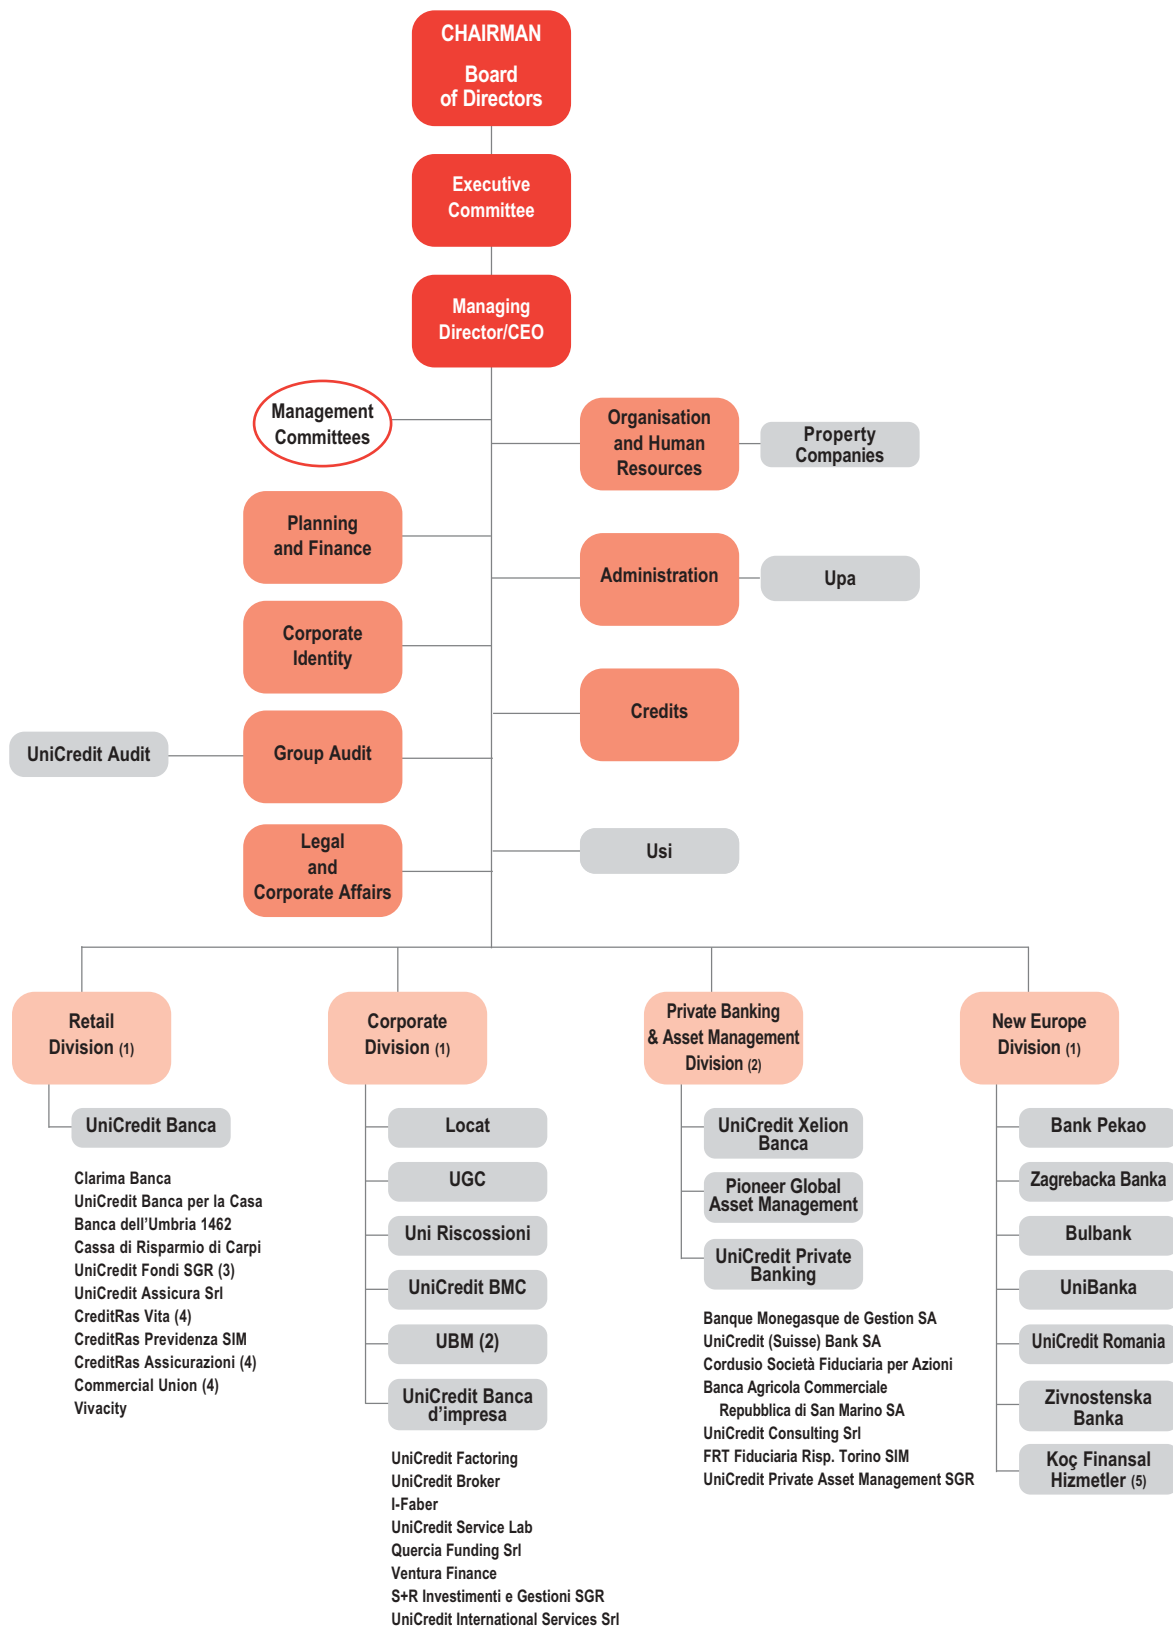 CHAIRMAN
Board
of Directors
Executive
Committee
Managing
Director/CEO
Management
Committees
Organisation
and Human
Resources
Property
Companies
Planning
and Finance
Administration
Upa
Corporate
Identity
Credits
UniCredit Audit
Group Audit
Legal
and
Corporate Affairs
Usi
Retail
Division (1)
UniCredit Banca
Clarima Banca
UniCredit Banca per la Casa
Banca dell'Umbria 1462
Cassa di Risparmio di Carpi
UniCredit Fondi SGR (3)
UniCredit Assicura Srl
CreditRas Vita (4)
CreditRas Previdenza SIM
CreditRas Assicurazioni (4)
Commercial Union (4)
Vivacity
Corporate
Division (1)
Locat
UGC
Uni Riscossioni
UniCredit BMC
UBM (2)
UniCredit Banca
d'impresa
UniCredit Factoring
UniCredit Broker
I-Faber
UniCredit Service Lab
Quercia Funding Srl
Ventura Finance
S+R Investimenti e Gestioni SGR
UniCredit International Services Srl
Private Banking
& Asset Management
Division (2)
UniCredit Xelion
Banca
Pioneer Global
Asset Management
UniCredit Private
Banking
Banque Monegasque de Gestion SA
UniCredit (Suisse) Bank SA
Cordusio Società Fiduciaria per Azioni
Banca Agricola Commerciale
Repubblica di San Marino SA
UniCredit Consulting Srl
FRT Fiduciaria Risp. Torino SIM
UniCredit Private Asset Management SGR
New Europe
Division (1)
Bank Pekao
Zagrebacka Banka
Bulbank
UniBanka
UniCredit Romania
Zivnostenska
Banka
Koç Finansal
Hizmetler (5)